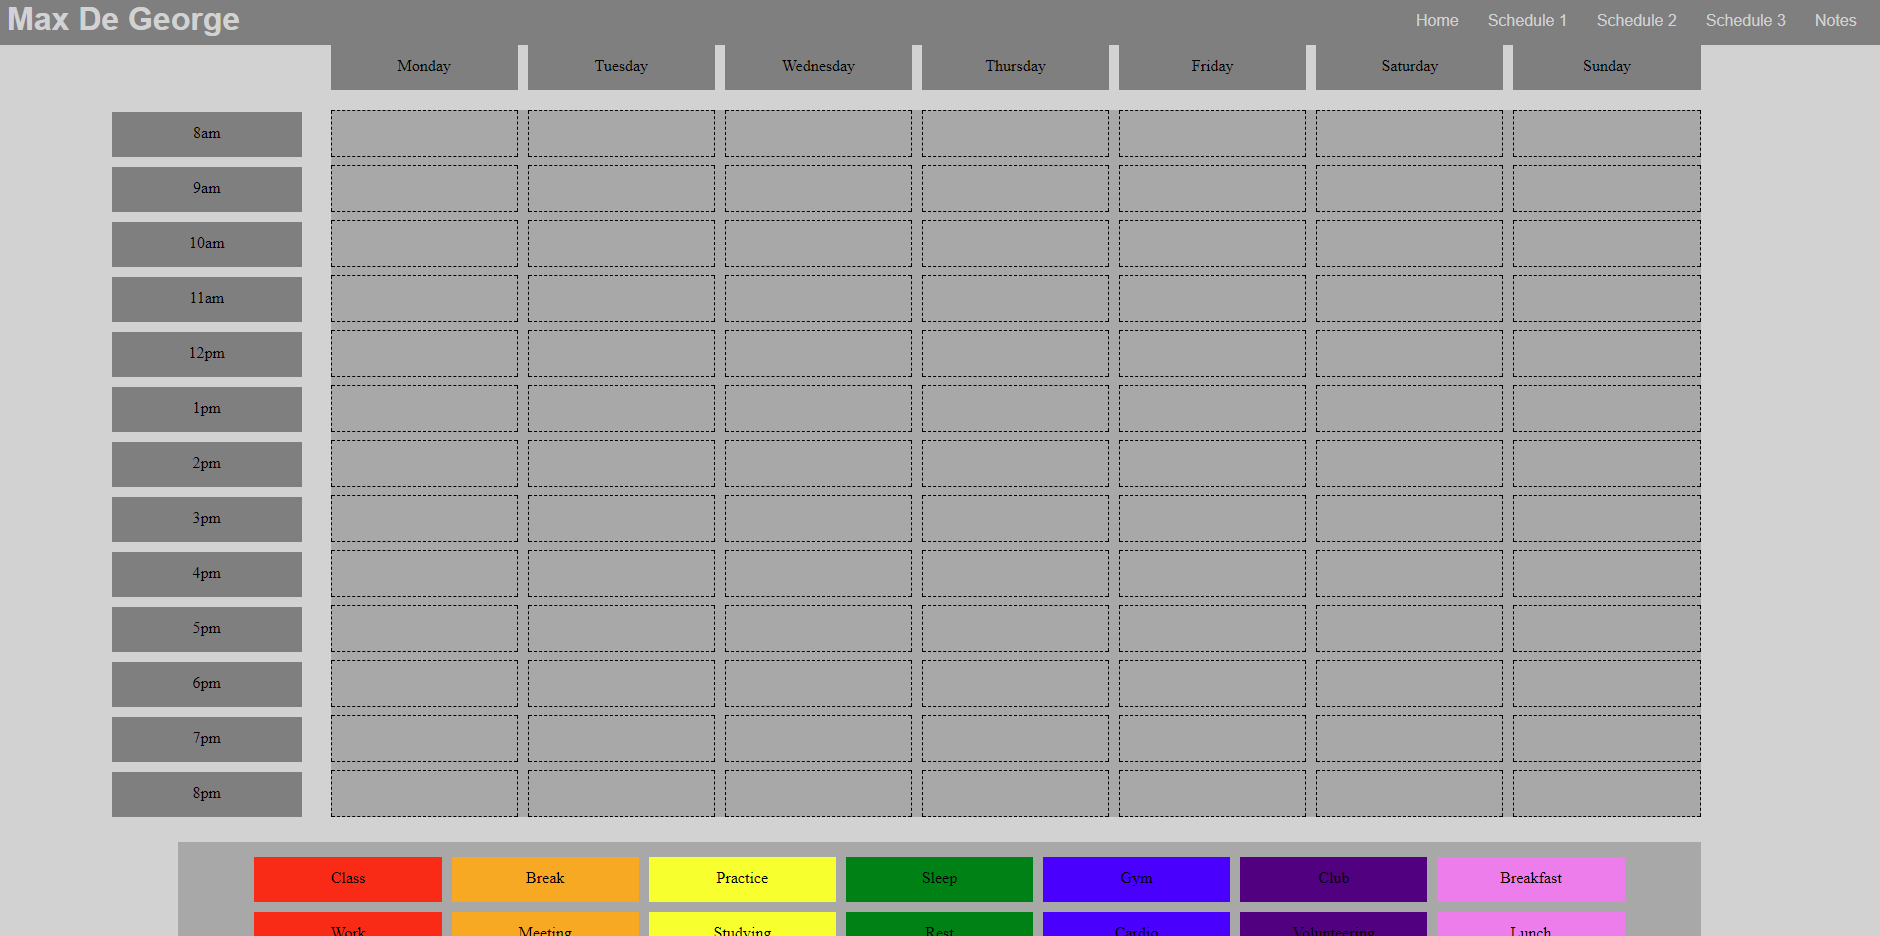 Max De George
Home Schedule 1 Schedule 2 Schedule 3 Notes
Monday Tuesday Wednesday Thursday Friday Saturday Sunday
8am
9am
10am
11am
12pm
1pm
2pm
3pm
4pm
5pm
6pm
7pm
8pm
Class Break Practice Sleep Gym Club Breakfast
Work Meeting Studying Rest Cardio Volunteering Lunch